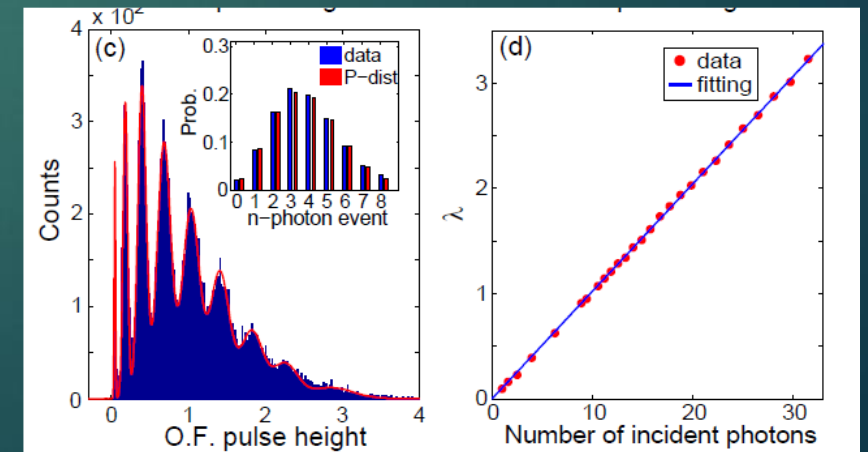 x 10²
(c)
data
P-dist
Prob.
0.3
0.2
0.1
0
0 1 2 3 4 5 6 7 8
n-photon event
Counts
4
3
2
1
0
0 1 2 3 4
O.F. pulse height
(d)
data
fitting
λ
3
2
1
0
0 10 20 30
Number of incident photons